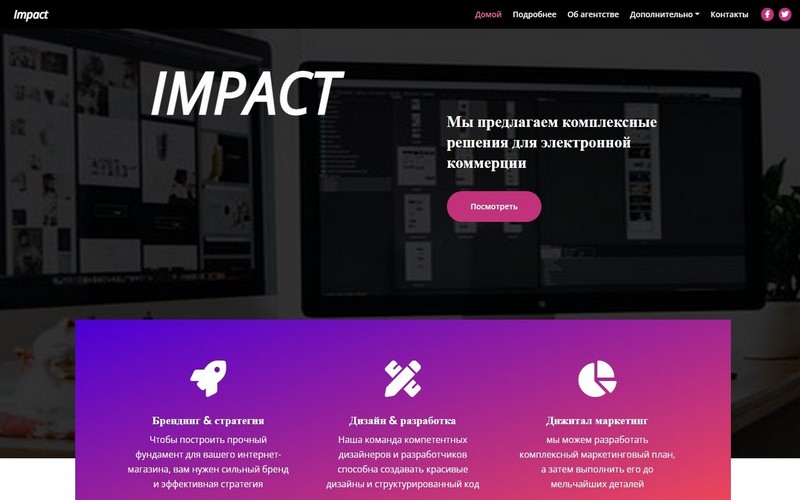 Impact
Домой Подробнее Об агентстве Дополнительно Контакты
IMPACT
Мы предлагаем комплексные
решения для электронной
коммерции
Посмотреть
Брендинг & стратегия
Чтобы построить прочный
фундамент для вашего интернет-
магазина, вам нужен сильный бренд
и эффективная стратегия
Дизайн & разработка
Наша команда компетентных
дизайнеров и разработчиков
способна создавать красивые
дизайны и структурированный код
Дижитал маркетинг
мы можем разработать
комплексный маркетинговый план,
а затем выполнить его до
мельчайших деталей